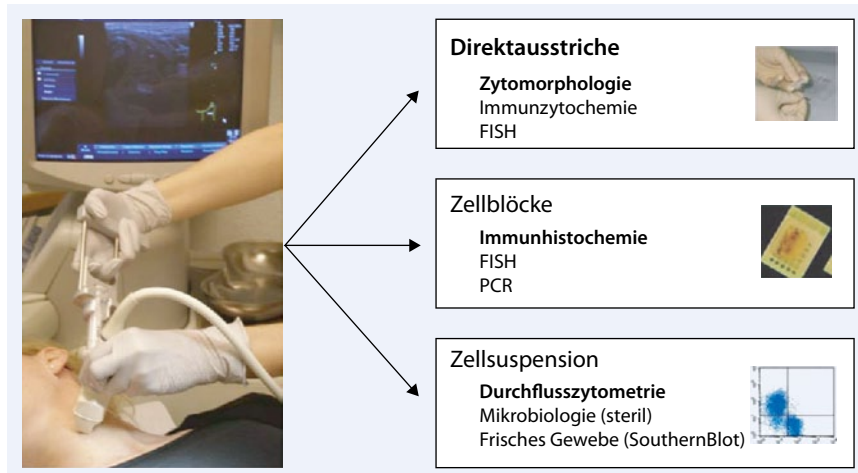 Direktausstriche
Zytomorphologie
Immunzytochemie
FISH
Zellblöcke
Immunhistochemie
FISH
PCR
Zellsuspension
Durchflusszytometrie
Mikrobiologie (steril)
Frisches Gewebe (SouthernBlot)